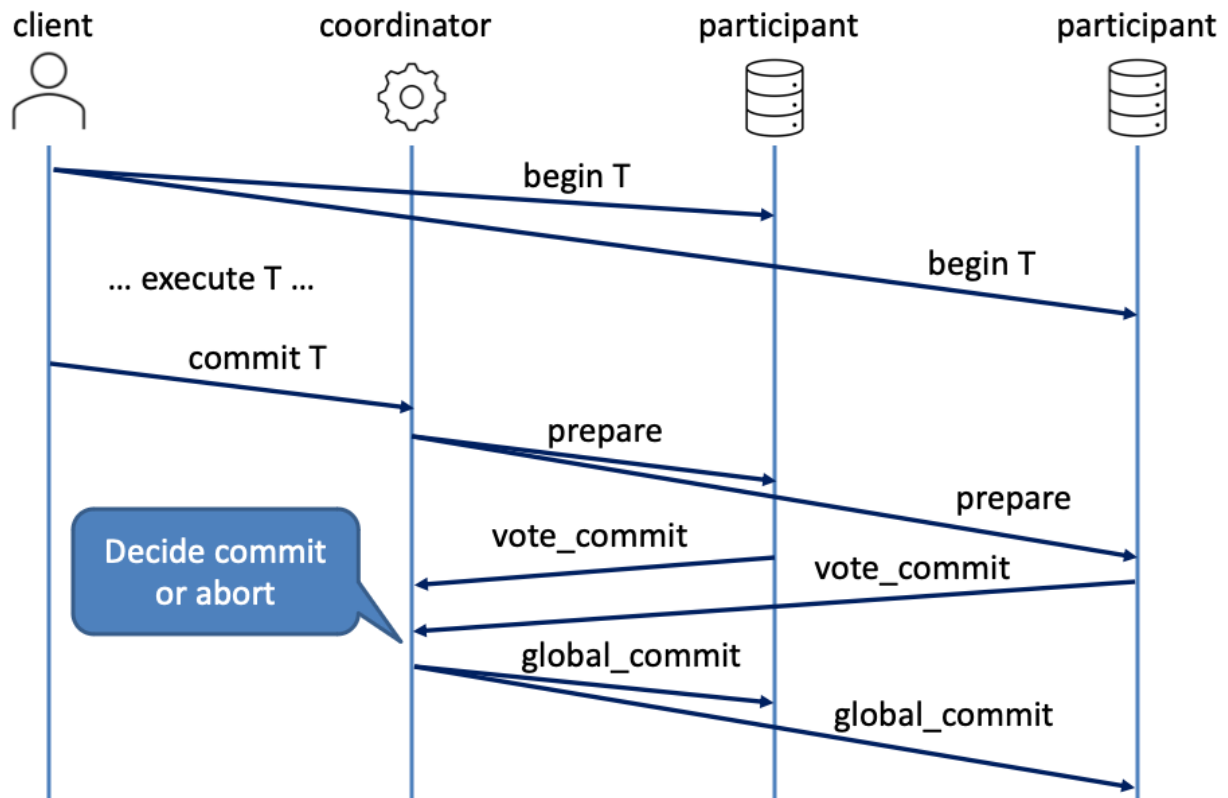 client
coordinator
participant
participant
begin T
begin T
... execute T ...
commit T
prepare
prepare
vote_commit
Decide commit
or abort
vote_commit
global_commit
global_commit